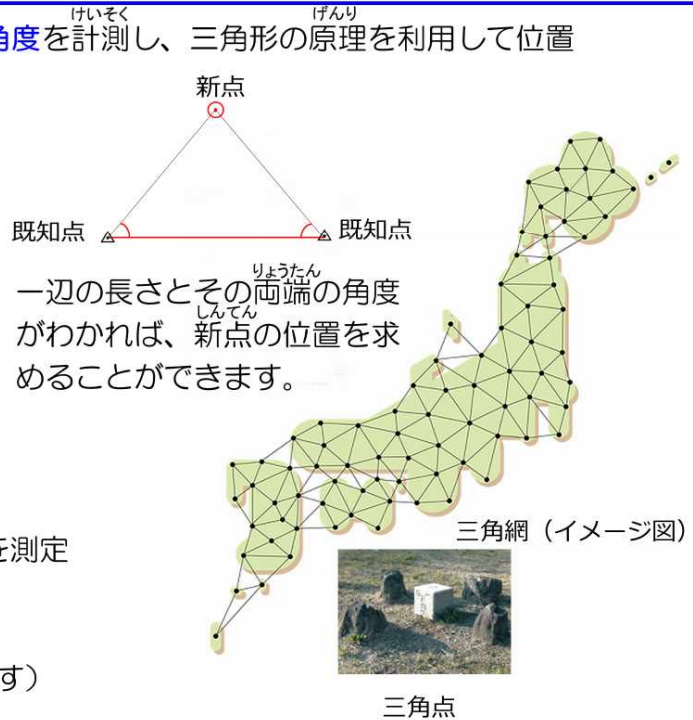 角度を計測し、三角形の原理を利用して位置
けいそく
げんり
新点
既知点
既知点
一辺の長さとその両端の角度
りょうたん
がわかれば、新点の位置を求
しんてん
めることができます。
三角網（イメージ図）
を測定
す）
三角点